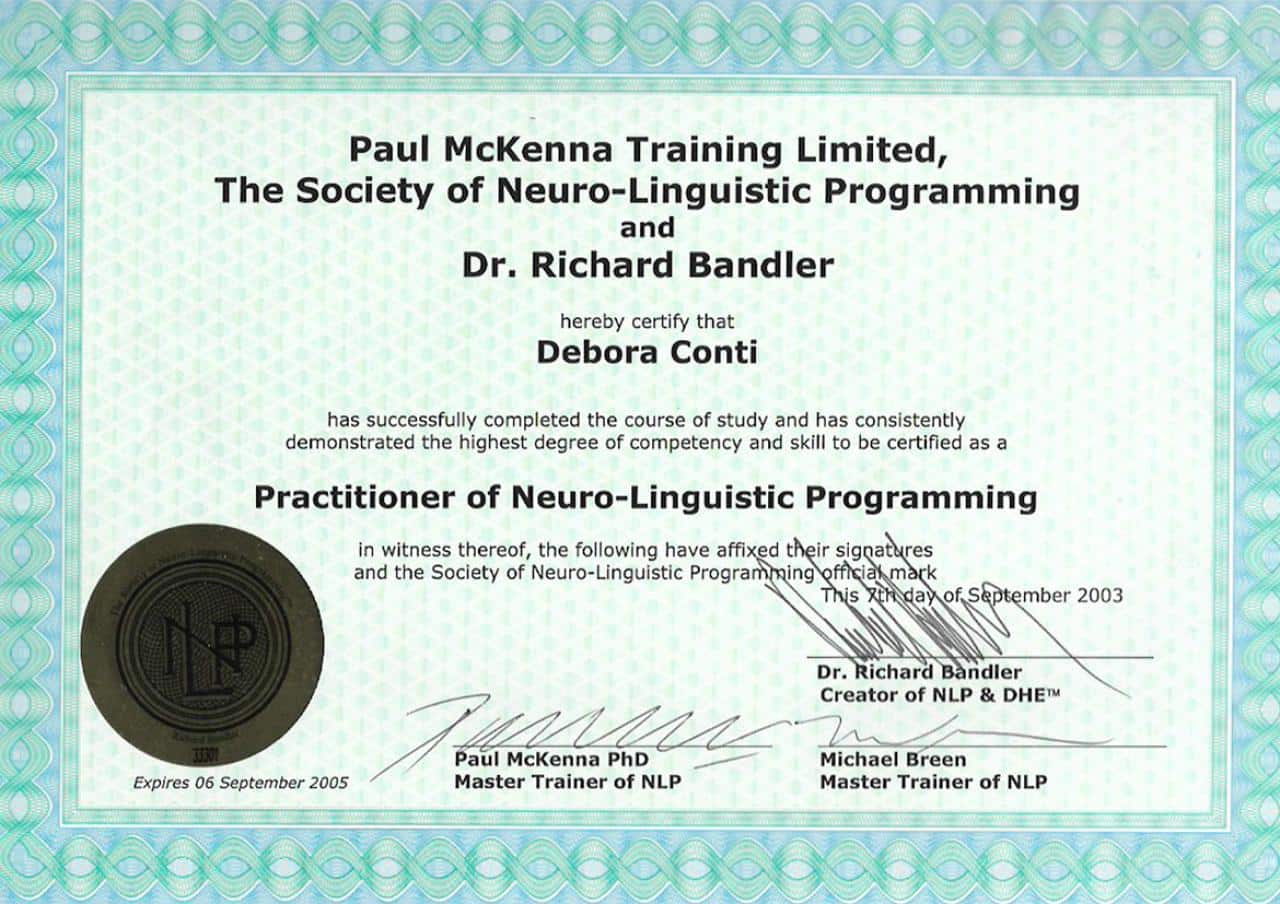 Paul McKenna Training Limited,
The Society of Neuro-Linguistic Programming
and
Dr. Richard Bandler
hereby certify that
Debora Conti
has successfully completed the course of study and has consistently
demonstrated the highest degree of competency and skill to be certified as a
Practitioner of Neuro-Linguistic Programming
in witness thereof, the following have affixed their signatures
and the Society of Neuro-Linguistic Programming official mark
This 7th day of September 2003
Dr. Richard Bandler
Creator of NLP & DHE™
NLP
Richard Bandler
33301
Expires 06 September 2005
Paul McKenna PhD
Master Trainer of NLP
Michael Breen
Master Trainer of NLP